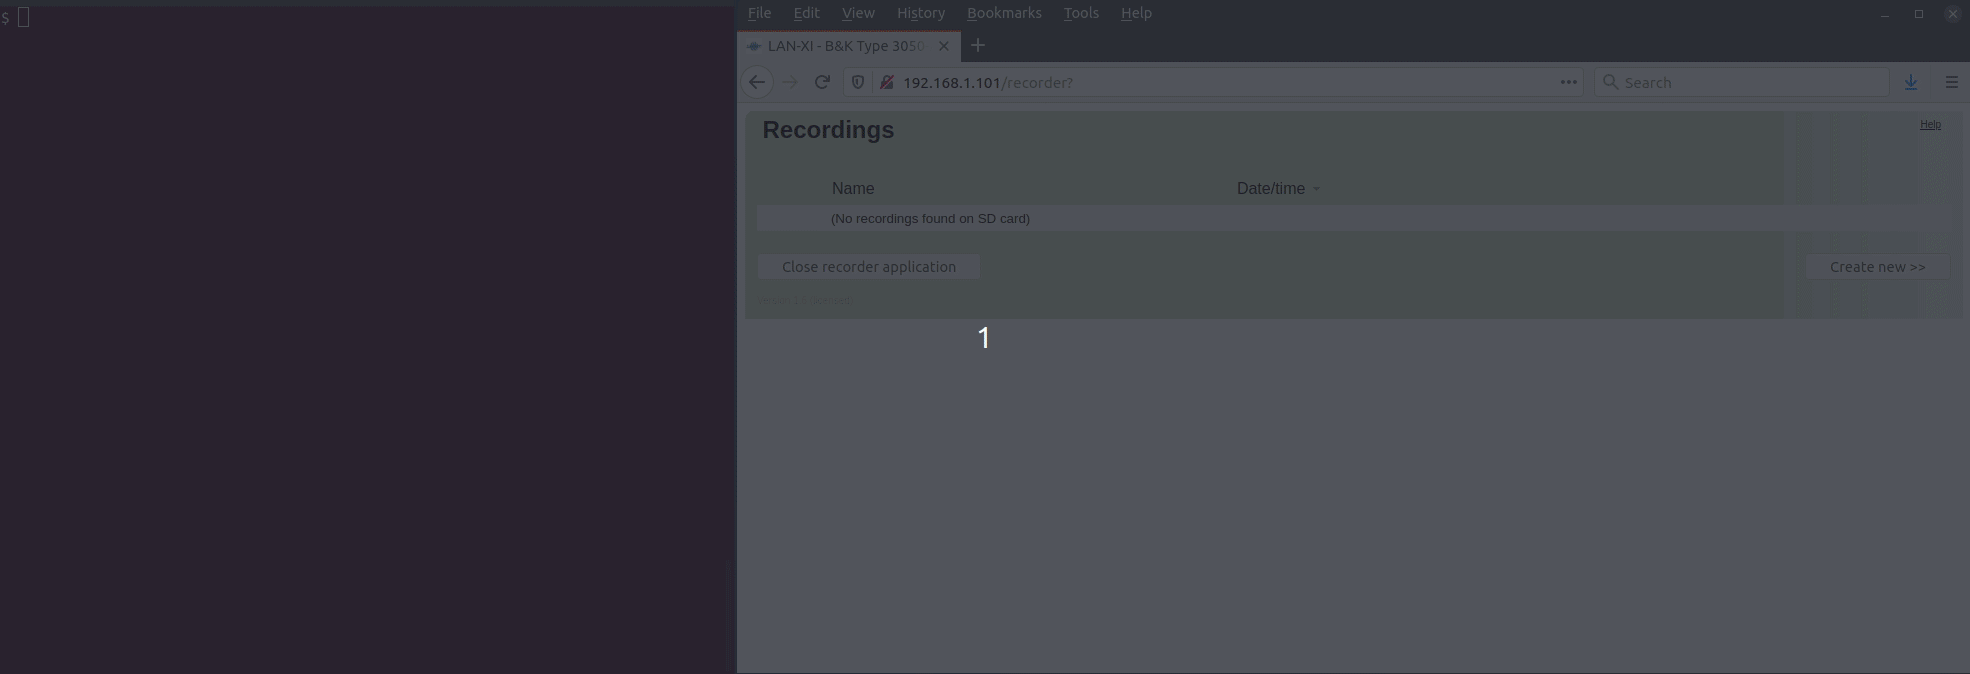 $
File Edit View History Bookmarks Tools Help
LAN-XI - B&K Type 3050
192.168.1.101/recorder?
Search
Recordings
Help
Name Date/time
(No recordings found on SD card)
Close recorder application
Create new >>
1